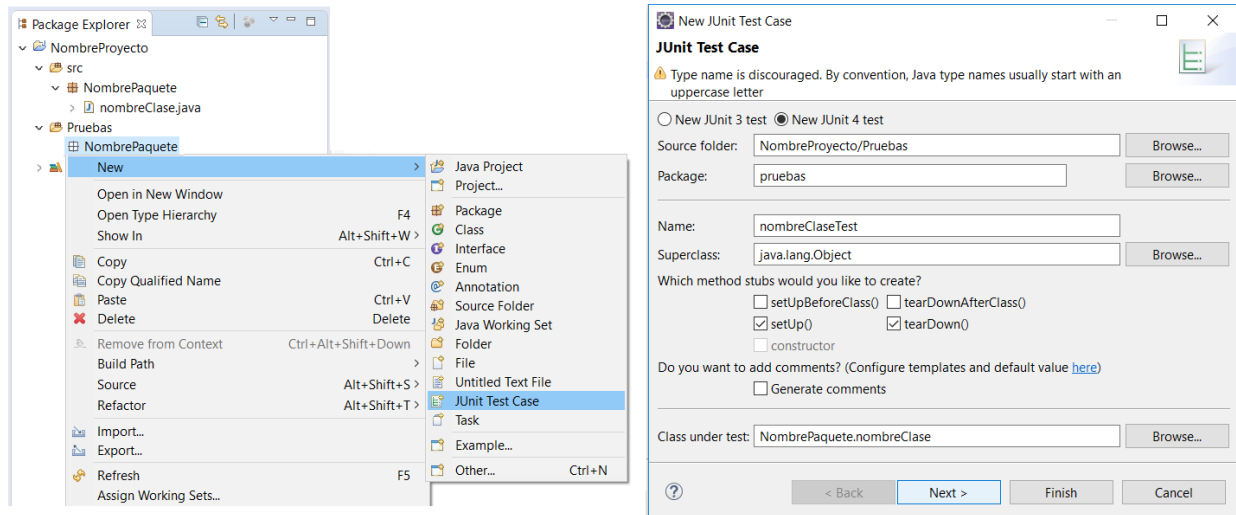 Package Explorer
NombreProyecto
src
NombrePaquete
nombreClase.java
Pruebas
NombrePaquete
New
Open in New Window
Open Type Hierarchy F4
Show In Alt+Shift+W
Copy Ctrl+C
Copy Qualified Name
Paste Ctrl+V
Delete Delete
Remove from Context Ctrl+Alt+Shift+Down
Build Path
Source Alt+Shift+S
Refactor Alt+Shift+T
Import...
Export...
Refresh F5
Assign Working Sets...
Java Project
Project...
Package
Class
Interface
Enum
Annotation
Source Folder
Java Working Set
Folder
File
Untitled Text File
JUnit Test Case
Task
Example...
Other... Ctrl+N
New JUnit Test Case
JUnit Test Case
Type name is discouraged. By convention, Java type names usually start with an
uppercase letter
New JUnit 3 test New JUnit 4 test
Source folder: NombreProyecto/Pruebas Browse...
Package: pruebas Browse...
Name: nombreClaseTest
Superclass: java.lang.Object Browse...
Which method stubs would you like to create?
setUpBeforeClass() tearDownAfterClass()
setUp() tearDown()
constructor
Do you want to add comments? (Configure templates and default value here)
Generate comments
Class under test: NombrePaquete.nombreClase Browse...
? < Back Next > Finish Cancel